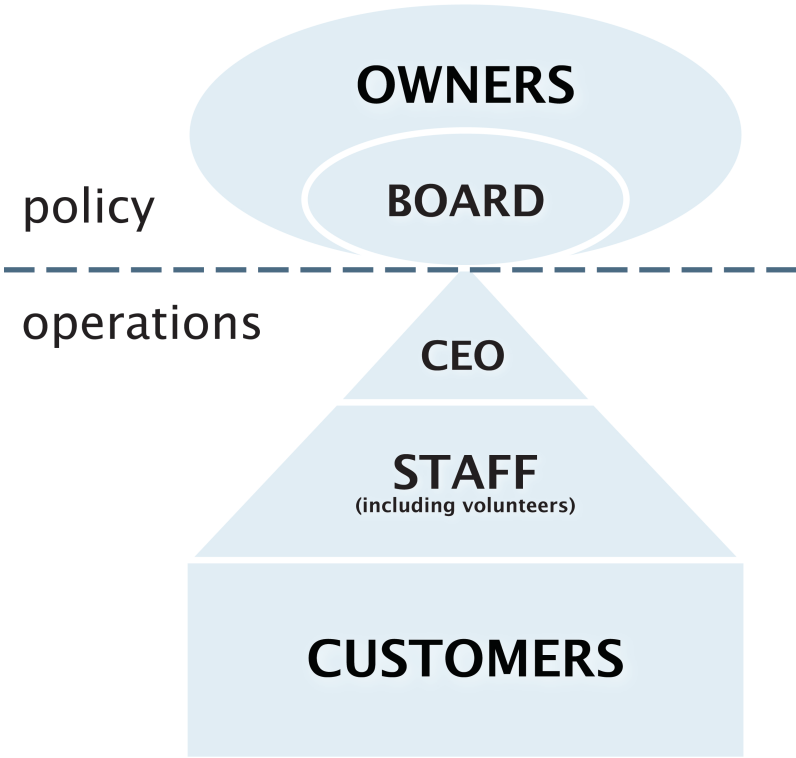 OWNERS
BOARD
policy
operations
CEO
STAFF
(including volunteers)
CUSTOMERS